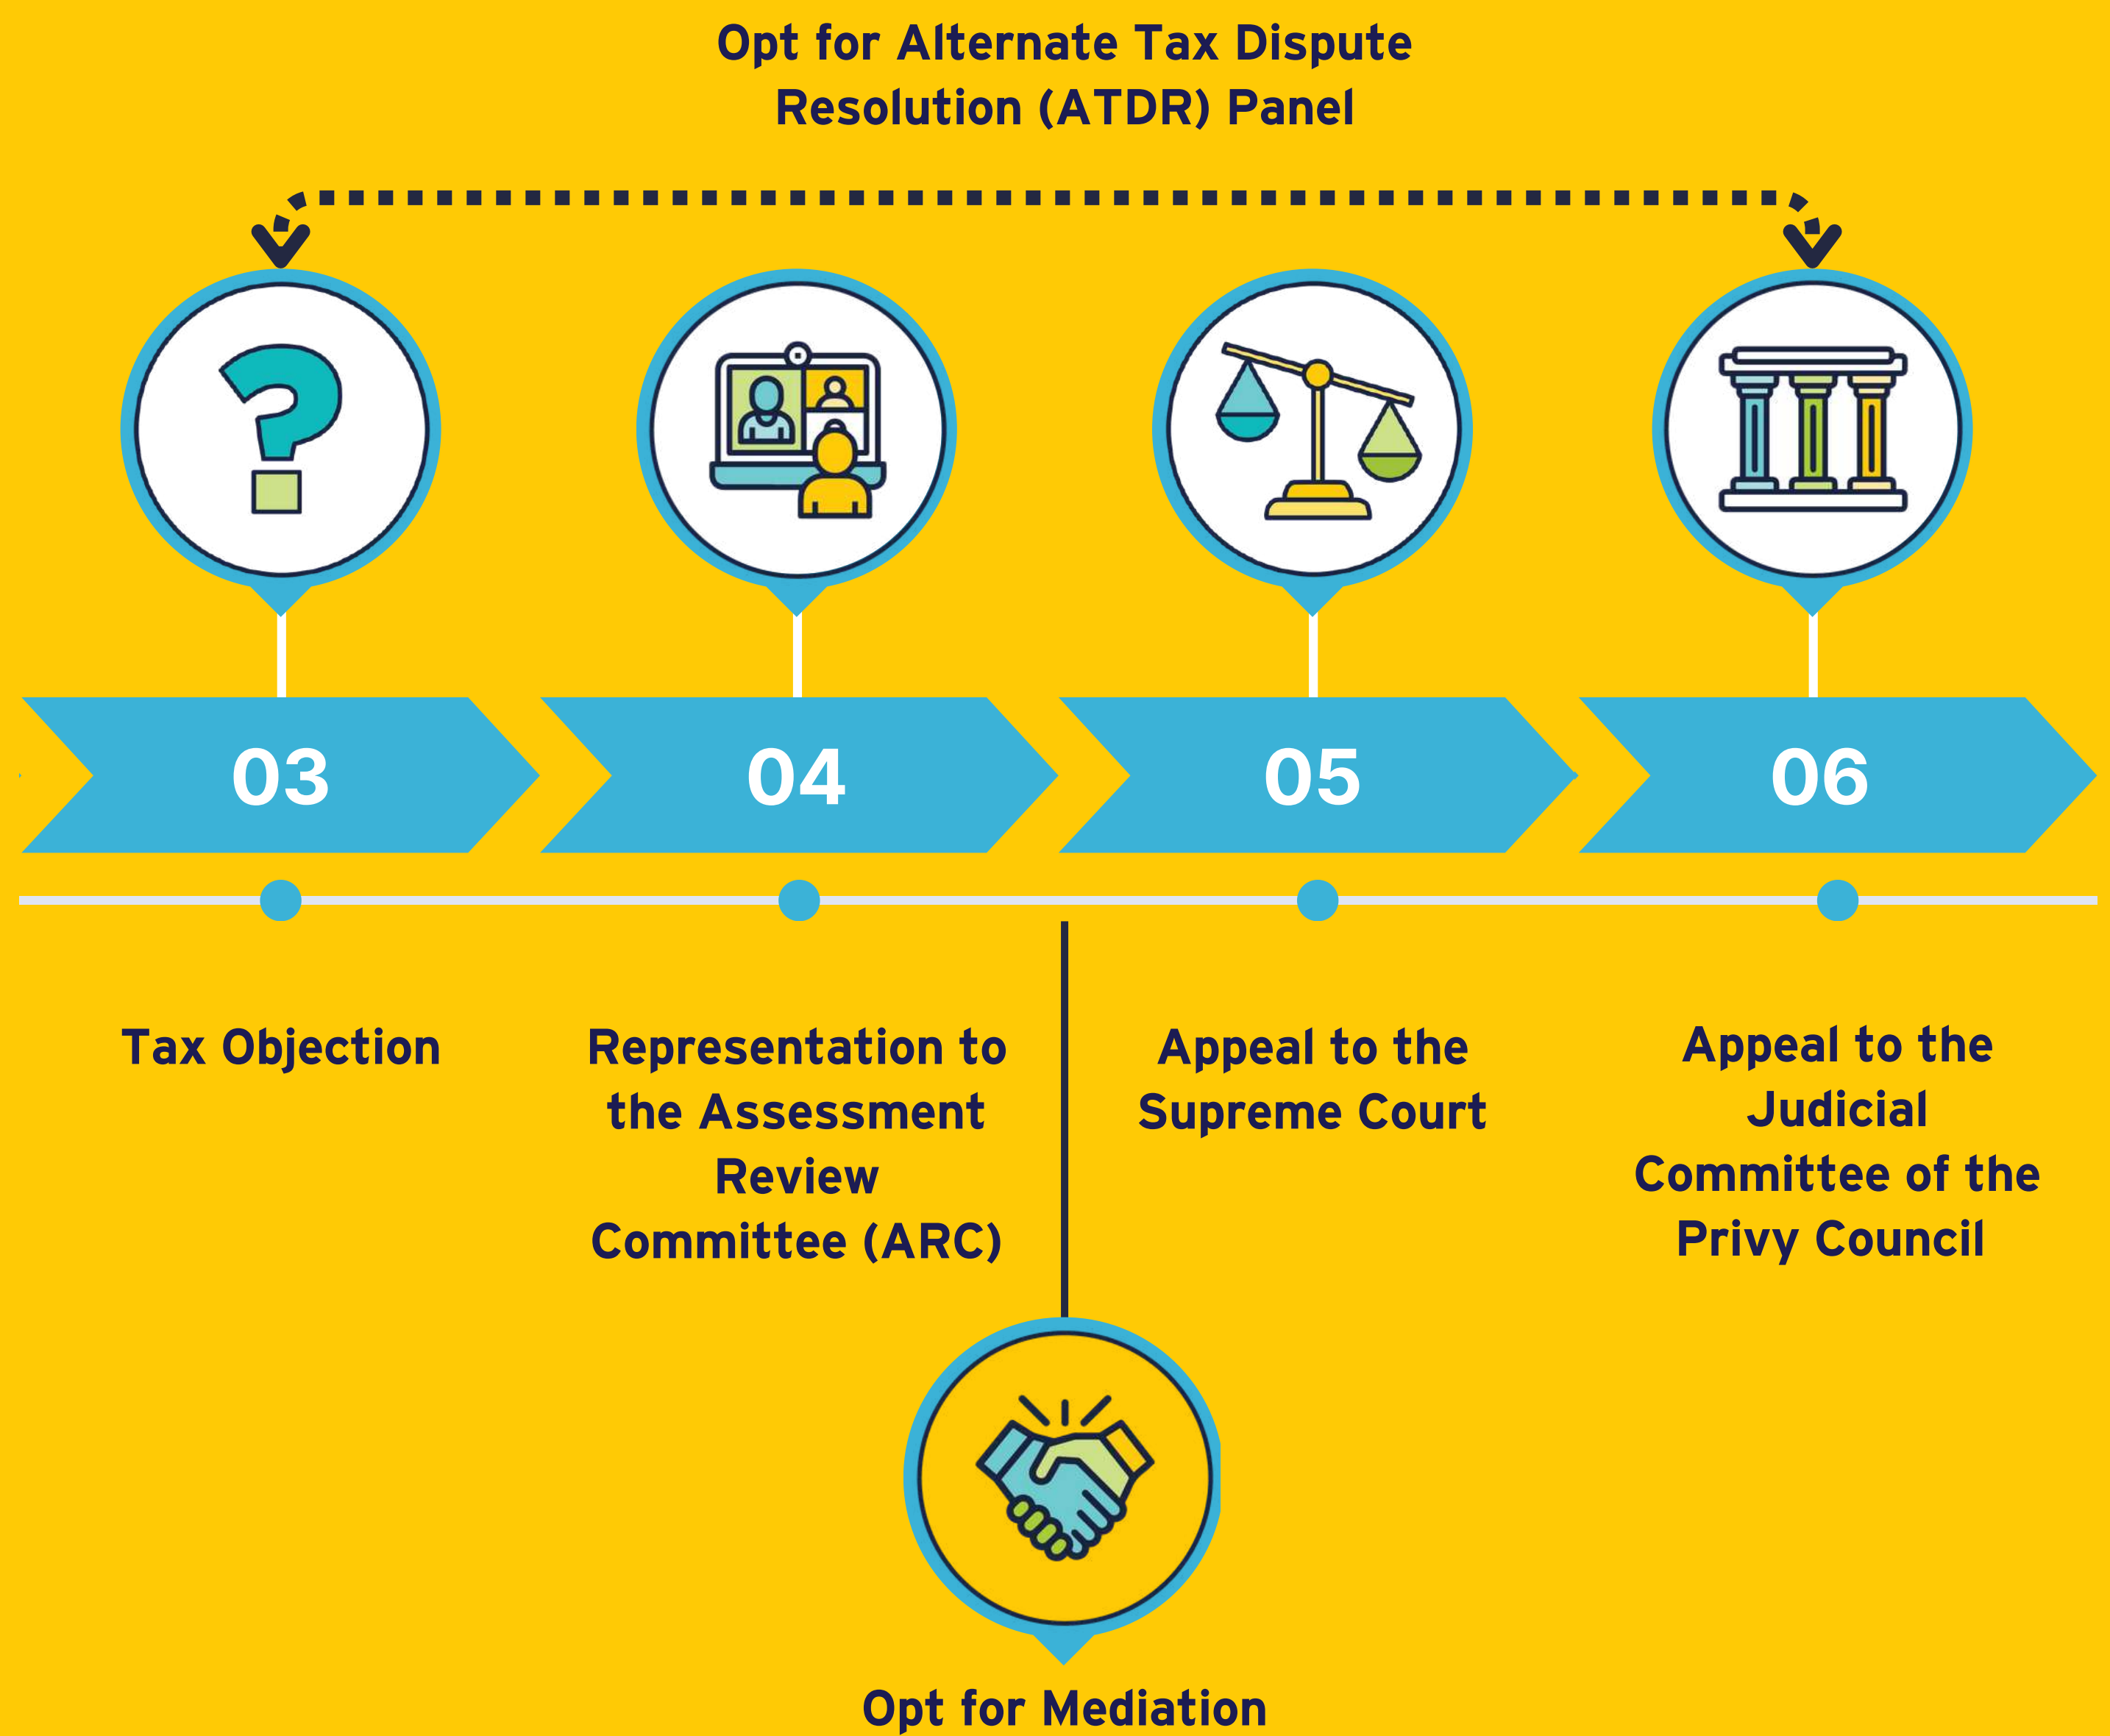 Opt for Alternate Tax Dispute
Resolution (ATDR) Panel
03
04
05
06
Tax Objection
Representation to
the Assessment
Review
Committee (ARC)
Appeal to the
Supreme Court
Appeal to the
Judicial
Committee of the
Privy Council
Opt for Mediation